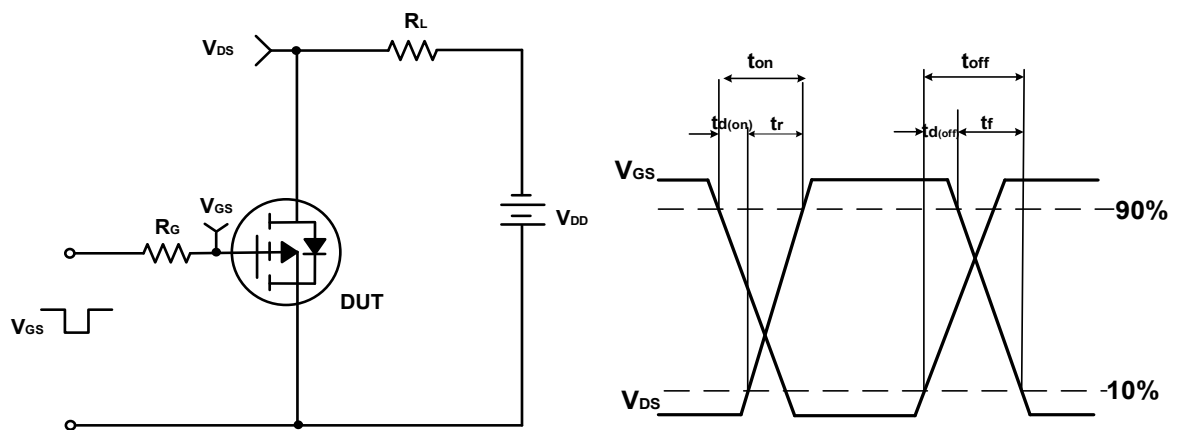 RL
VDS
VGS
RG
VDD
DUT
VGS
ton
toff
td(on)
tr
td(off)
tf
VGS
90%
10%
VDS